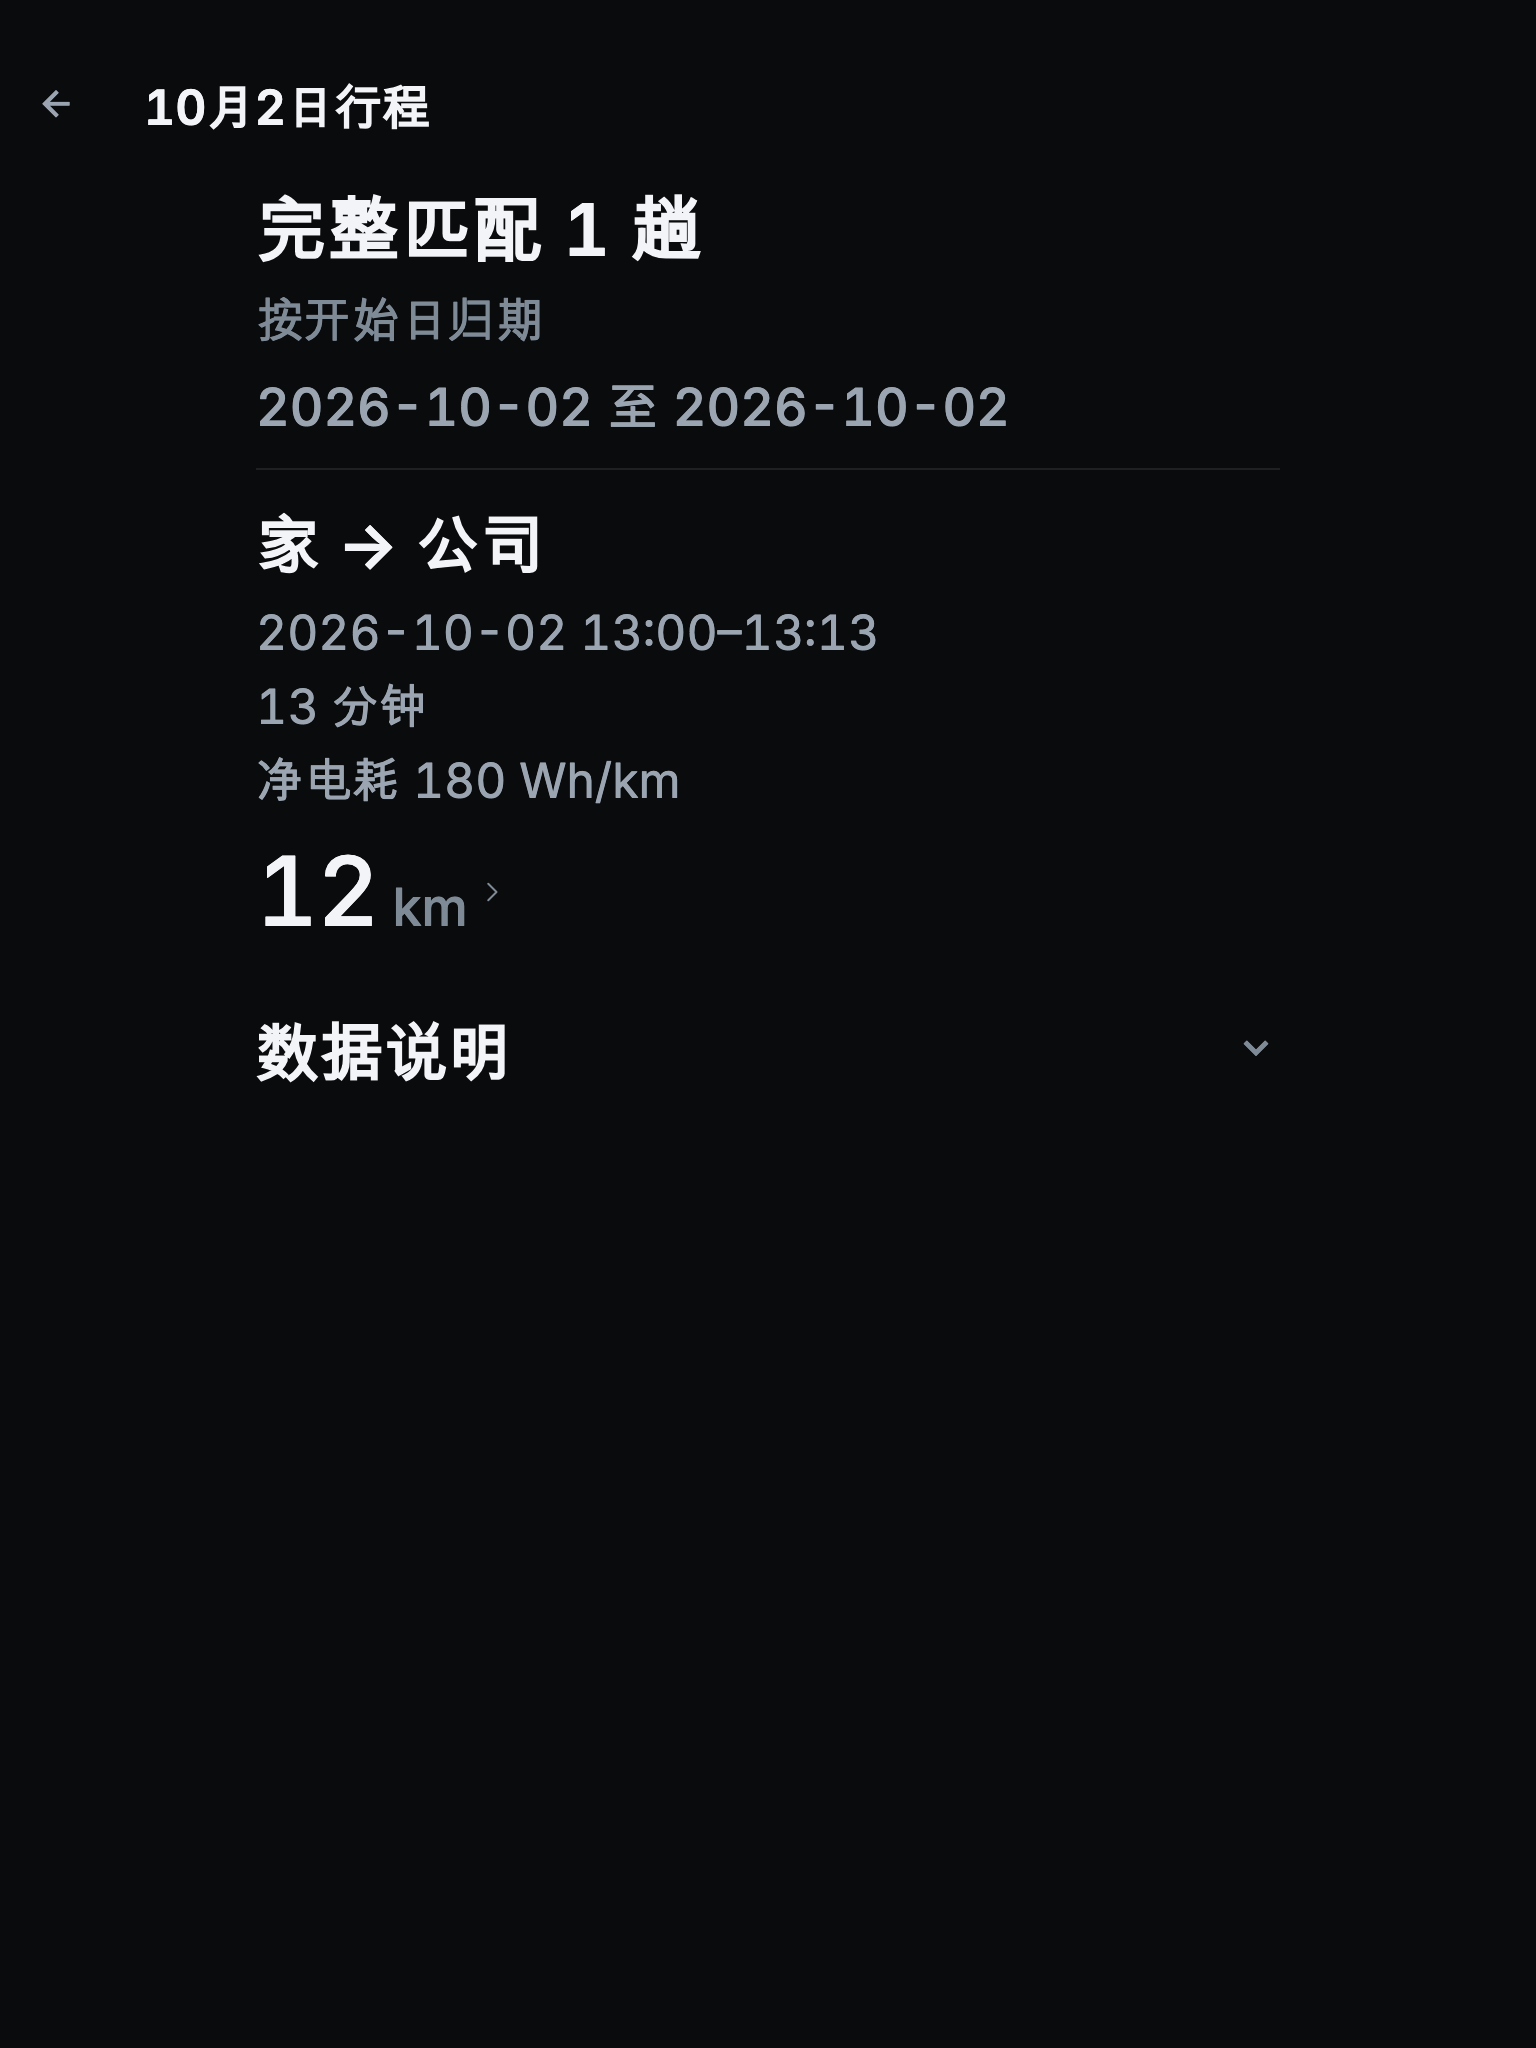 10月2日行程
完整匹配 1 趟
按开始日归期
2026-10-02 至 2026-10-02
家 → 公司
2026-10-02 13:00–13:13
13 分钟
净电耗 180 Wh/km
12 km
数据说明